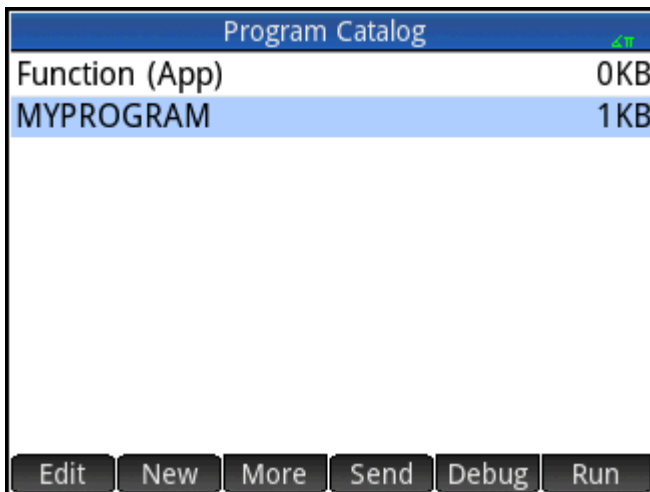 Program Catalog
∠π
Function (App) 0KB
MYPROGRAM 1KB
Edit New More Send Debug Run